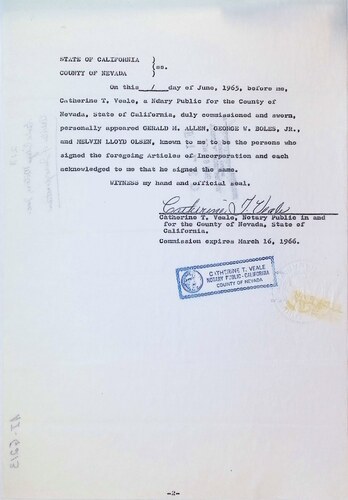 STATE OF CALIFORNIA }
} ss.
COUNTY OF NEVADA }
On this 1 day of June, 1965, before me,
Catherine T. Veale, a Notary Public for the County of
Nevada, State of California, duly commissioned and sworn,
personally appeared GERALD M. ALLEN, GEORGE V. BOLES, JR.,
and MELVIN LLOYD OLSEN, known to me to be the persons who
signed the foregoing Articles of Incorporation and each
acknowledged to me that he signed the same.
WITNESS my hand and official seal,
Catherine T. Veale
Catherine T. Veale, Notary Public in and
for the County of Nevada, State of
California.
Commission expires March 16, 1966.
CATHERINE T. VEALE
NOTARY PUBLIC - CALIFORNIA
COUNTY OF NEVADA
-2-